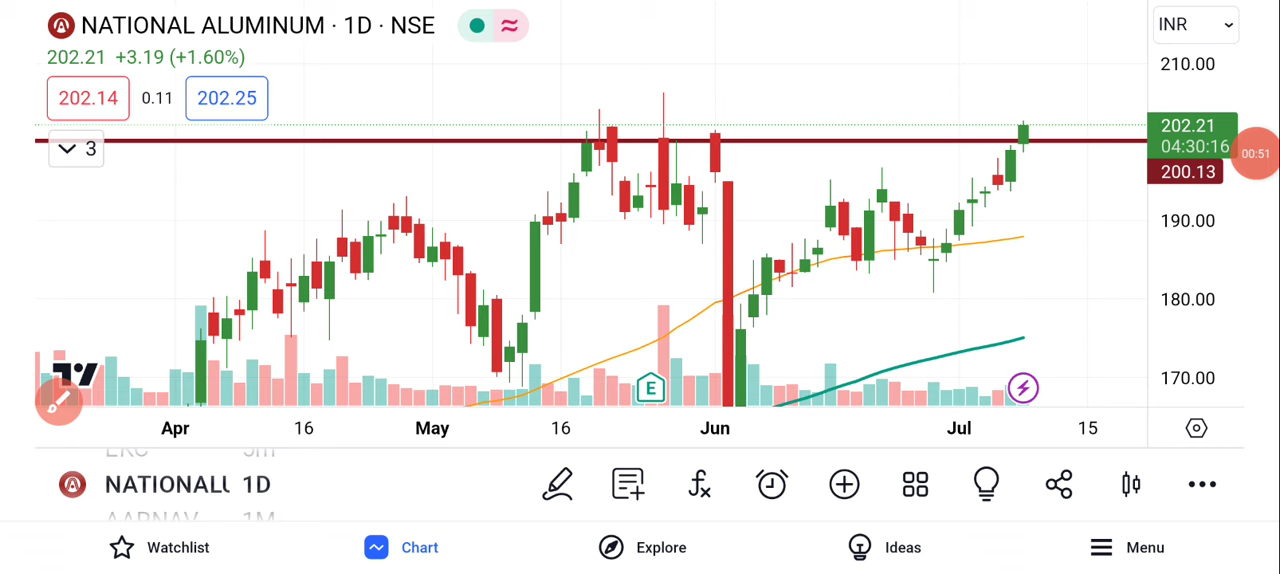 NATIONAL ALUMINUM · 1D · NSE
INR
202.21 +3.19 (+1.60%)
210.00
202.14 0.11 202.25
202.21
04:30:16
00:51
3
200.13
190.00
180.00
170.00
E
Apr 16 May 16 Jun Jul 15
NATIONALU 1D
AARNAV 1M
Watchlist Chart Explore Ideas Menu